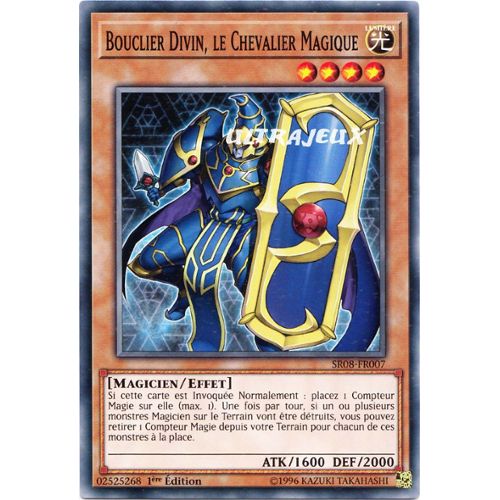 Bouclier Divin, le Chevalier Magique
LUMIÈRE
光
ULTRAJEUX
SR08-FR007
[Magicien/Effet]
Si cette carte est Invoquée Normalement : placez 1 Compteur
Magie sur elle (max. 1). Une fois par tour, si un ou plusieurs
monstres Magicien sur le Terrain vont être détruits, vous pouvez
retirer 1 Compteur Magie depuis votre Terrain pour chacun de ces
monstres à la place.
ATK/1600 DEF/2000
02525268 1ère Édition ©1996 KAZUKI TAKAHASHI